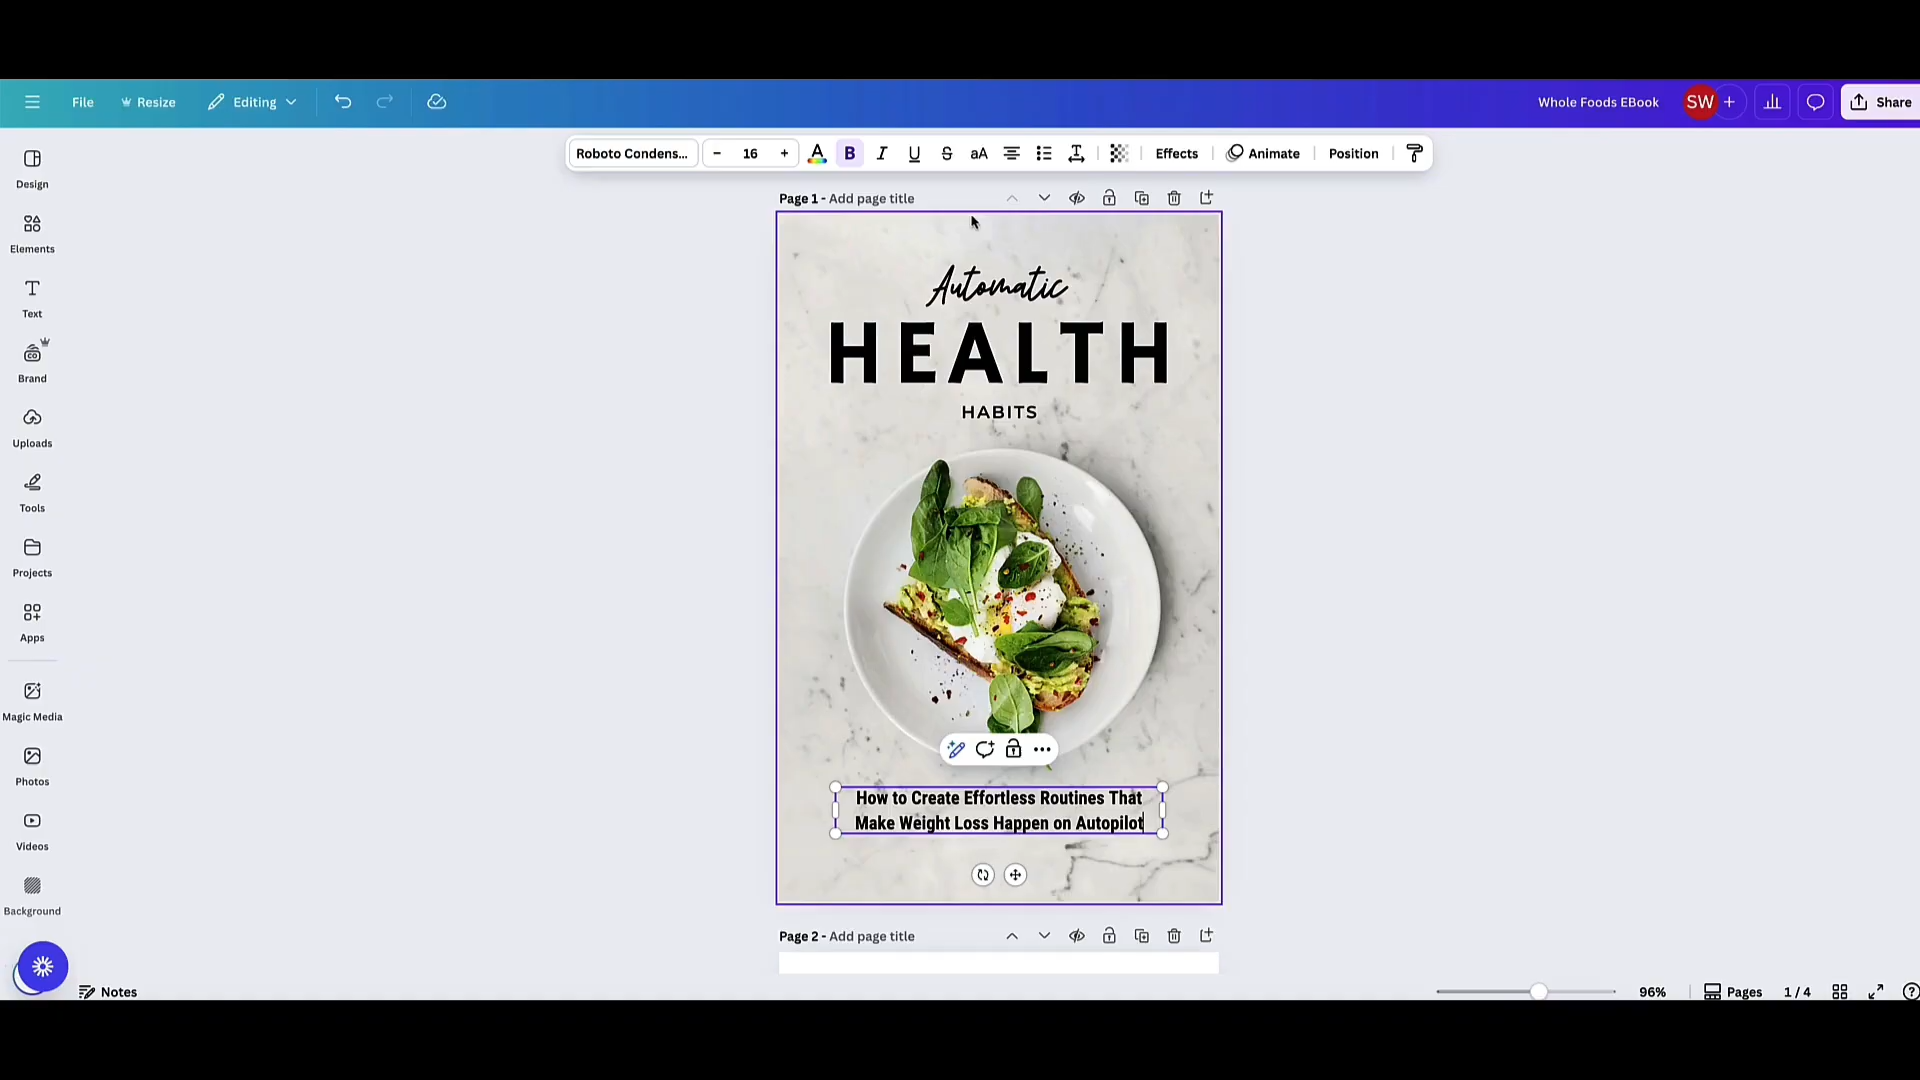 File
Resize
Editing
Whole Foods EBook
SW
Share
Roboto Condens...
16
B
I
U
S
aA
Effects
Animate
Position
Design
Elements
Text
Brand
Uploads
Tools
Projects
Apps
Magic Media
Photos
Videos
Background
Page 1 - Add page title
Automatic
HEALTH
HABITS
How to Create Effortless Routines That
Make Weight Loss Happen on Autopilot
Page 2 - Add page title
Notes
96%
Pages
1 / 4